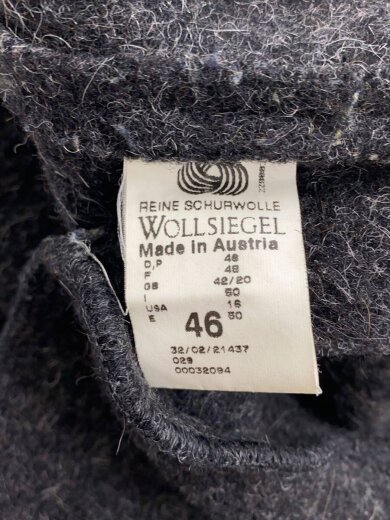 REINE SCHURWOLLE
WOLLSIEGEL
Made in Austria
D,P 46
F 48
GB 42/20
I 50
USA 16
E 50
46
32/02/21437
029
00032094